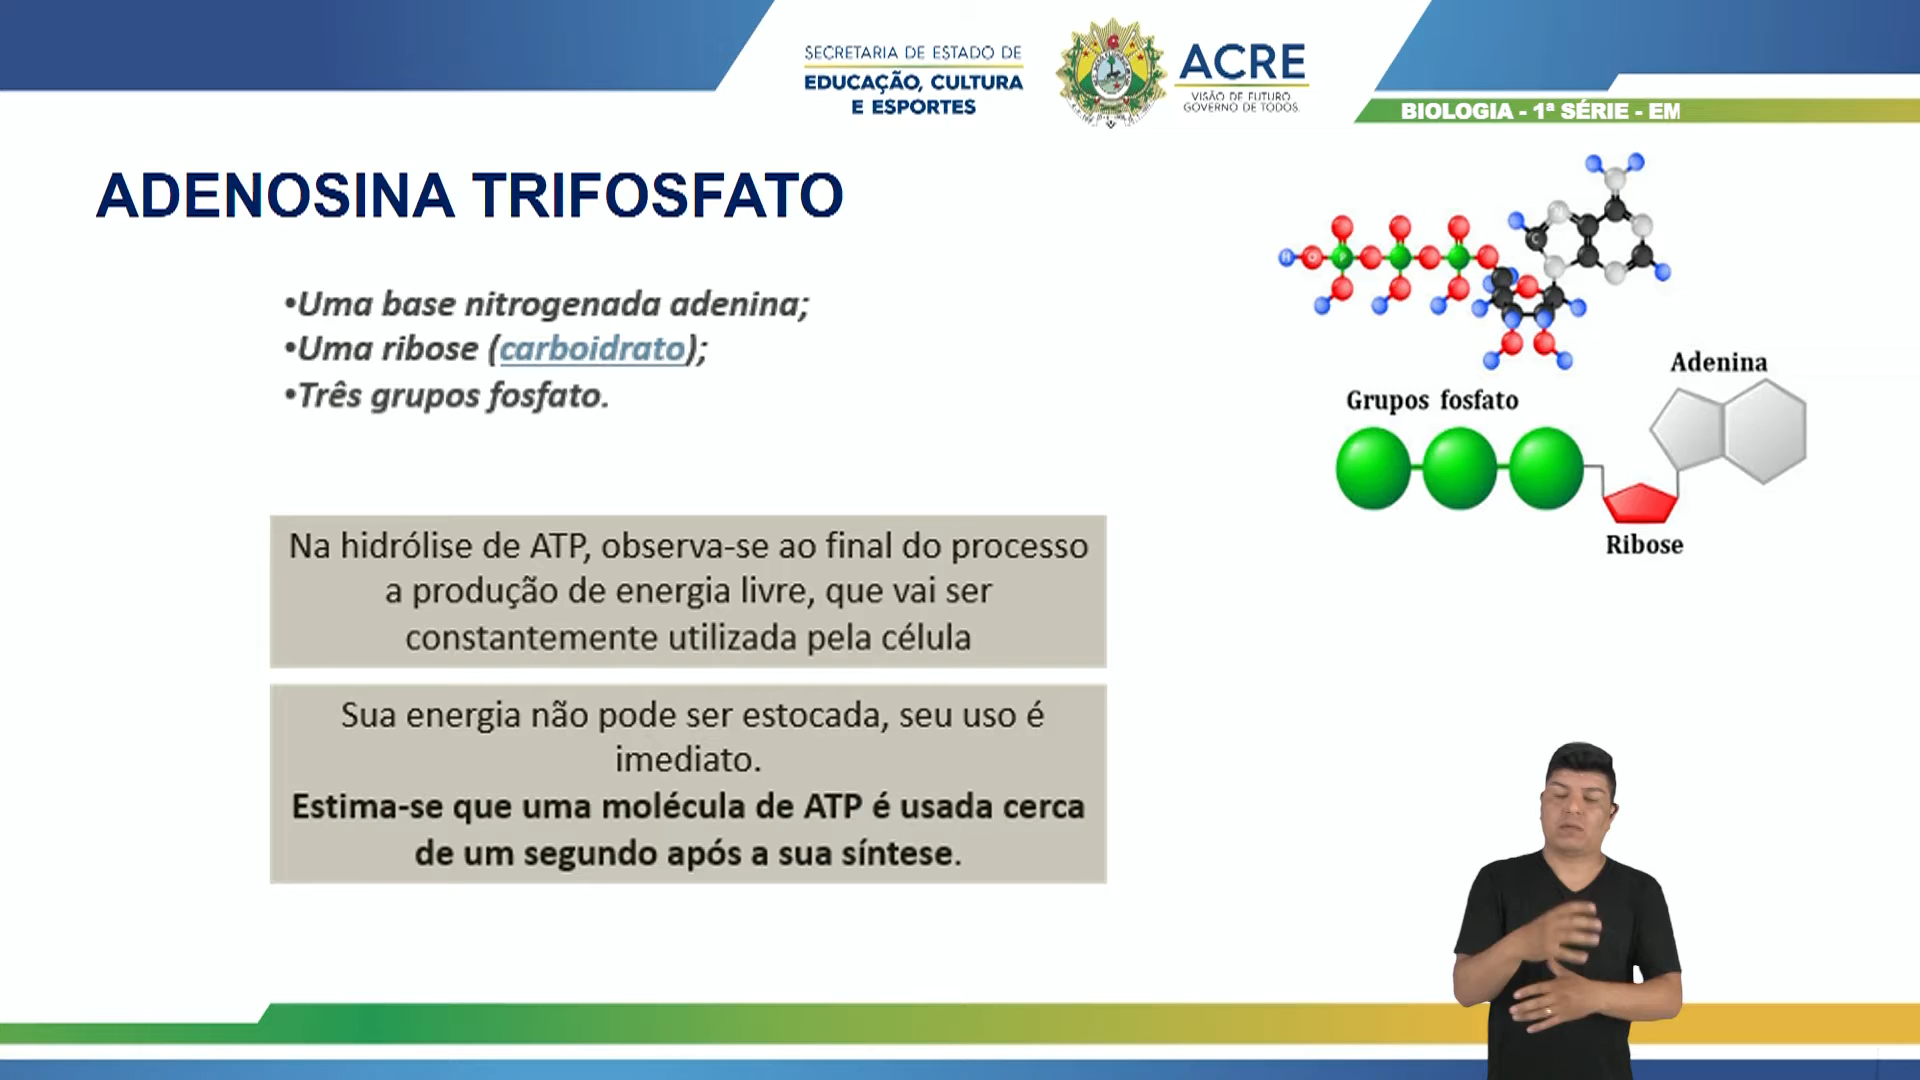 SECRETARIA DE ESTADO DE
EDUCAÇÃO, CULTURA
E ESPORTES
ACRE
VISÃO DE FUTURO
GOVERNO DE TODOS.
BIOLOGIA - 1ª SÉRIE - EM
ADENOSINA TRIFOSFATO
•Uma base nitrogenada adenina;
•Uma ribose (carboidrato);
•Três grupos fosfato.
H O P
C
Adenina
Grupos fosfato
Ribose
Na hidrólise de ATP, observa-se ao final do processo
a produção de energia livre, que vai ser
constantemente utilizada pela célula
Sua energia não pode ser estocada, seu uso é
imediato.
Estima-se que uma molécula de ATP é usada cerca
de um segundo após a sua síntese.